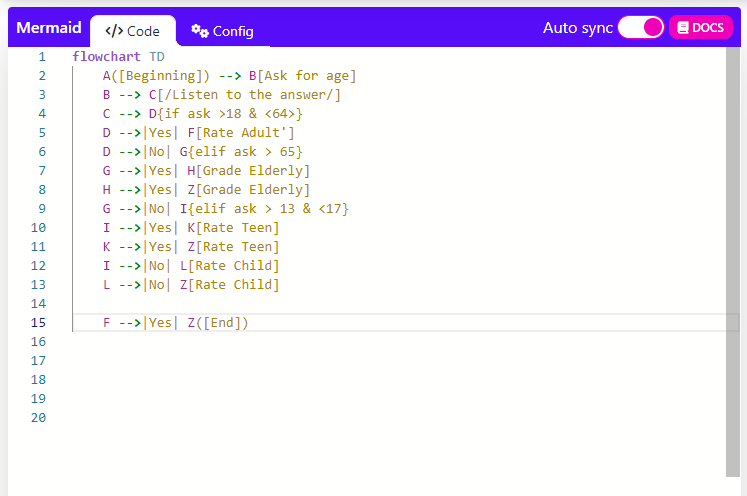 Mermaid </> Code Config Auto sync DOCS
1 flowchart TD
2 A([Beginning]) --> B[Ask for age]
3 B --> C[/Listen to the answer/]
4 C --> D{if ask >18 & <64>}
5 D -->|Yes| F[Rate Adult']
6 D -->|No| G{elif ask > 65}
7 G -->|Yes| H[Grade Elderly]
8 H -->|Yes| Z[Grade Elderly]
9 G -->|No| I{elif ask > 13 & <17}
10 I -->|Yes| K[Rate Teen]
11 K -->|Yes| Z[Rate Teen]
12 I -->|No| L[Rate Child]
13 L -->|No| Z[Rate Child]
14
15 F -->|Yes| Z([End])
16
17
18
19
20